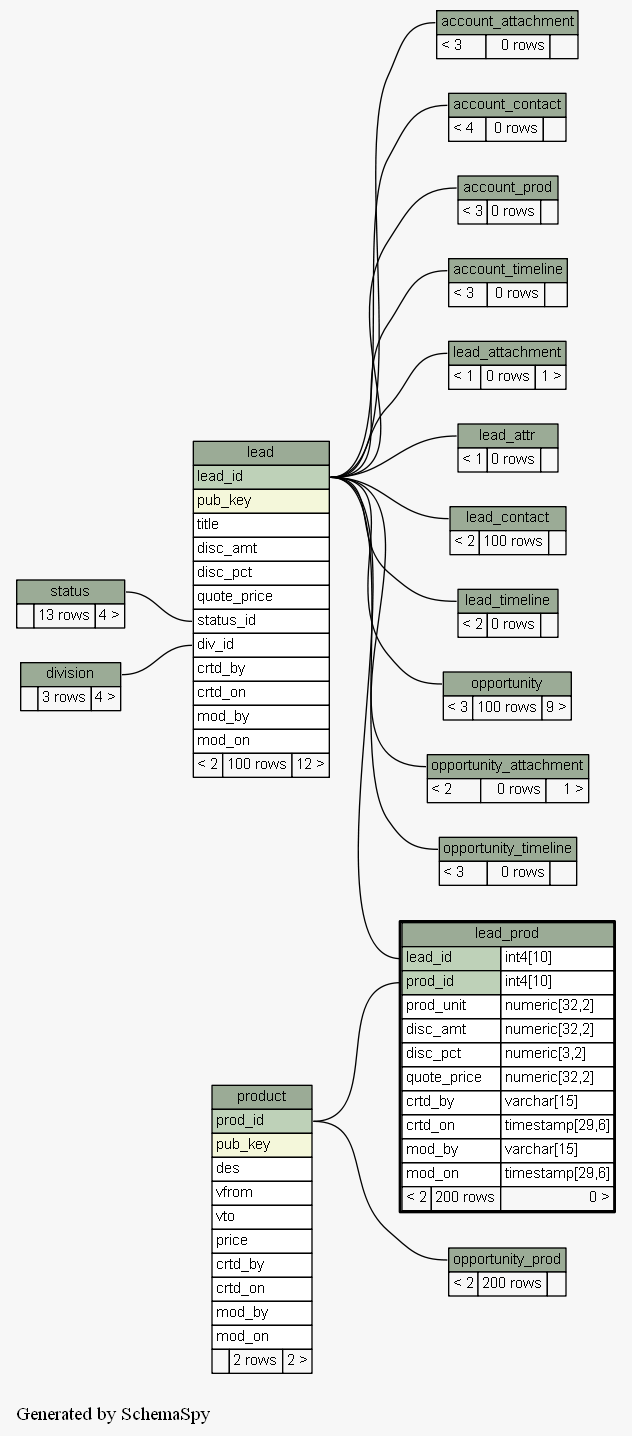 account_attachment
< 3 0 rows
account_contact
< 4 0 rows
account_prod
< 3 0 rows
account_timeline
< 3 0 rows
lead_attachment
< 1 0 rows 1 >
lead_attr
< 1 0 rows
lead_contact
< 2 100 rows
lead_timeline
< 2 0 rows
opportunity
< 3 100 rows 9 >
opportunity_attachment
< 2 0 rows 1 >
opportunity_timeline
< 3 0 rows
lead
lead_id
pub_key
title
disc_amt
disc_pct
quote_price
status_id
div_id
crtd_by
crtd_on
mod_by
mod_on
< 2 100 rows 12 >
status
13 rows 4 >
division
3 rows 4 >
lead_prod
lead_id int4[10]
prod_id int4[10]
prod_unit numeric[32,2]
disc_amt numeric[32,2]
disc_pct numeric[3,2]
quote_price numeric[32,2]
crtd_by varchar[15]
crtd_on timestamp[29,6]
mod_by varchar[15]
mod_on timestamp[29,6]
< 2 200 rows 0 >
product
prod_id
pub_key
des
vfrom
vto
price
crtd_by
crtd_on
mod_by
mod_on
2 rows 2 >
opportunity_prod
< 2 200 rows
Generated by SchemaSpy